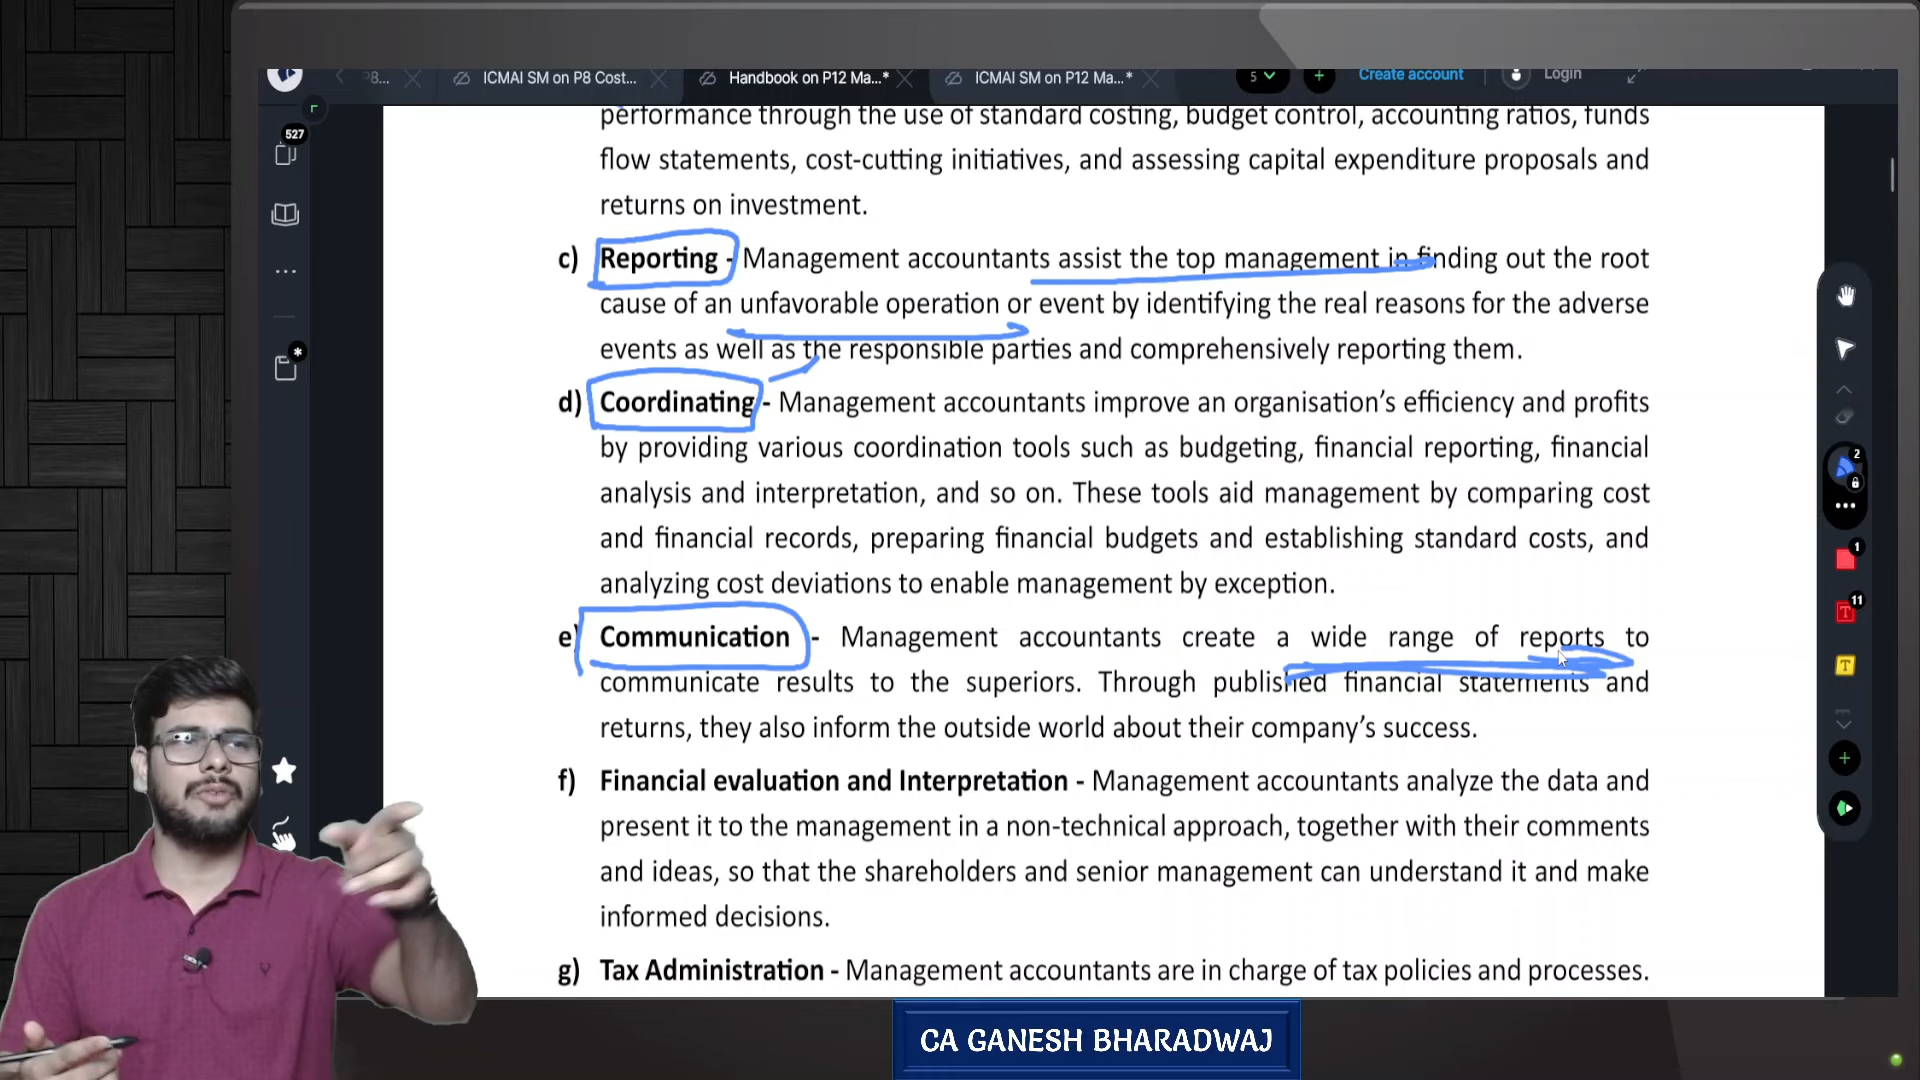 P8...
ICMAI SM on P8 Cost...
Handbook on P12 Ma...*
ICMAI SM on P12 Ma...*
5
Create account
Login
527
performance through the use of standard costing, budget control, accounting ratios, funds
flow statements, cost-cutting initiatives, and assessing capital expenditure proposals and
returns on investment.
c) Reporting - Management accountants assist the top management in finding out the root
cause of an unfavorable operation or event by identifying the real reasons for the adverse
events as well as the responsible parties and comprehensively reporting them.
d) Coordinating - Management accountants improve an organisation's efficiency and profits
by providing various coordination tools such as budgeting, financial reporting, financial
analysis and interpretation, and so on. These tools aid management by comparing cost
and financial records, preparing financial budgets and establishing standard costs, and
analyzing cost deviations to enable management by exception.
e) Communication - Management accountants create a wide range of reports to
communicate results to the superiors. Through published financial statements and
returns, they also inform the outside world about their company's success.
f) Financial evaluation and Interpretation - Management accountants analyze the data and
present it to the management in a non-technical approach, together with their comments
and ideas, so that the shareholders and senior management can understand it and make
informed decisions.
g) Tax Administration - Management accountants are in charge of tax policies and processes.
2
1
T
11
T
CA GANESH BHARADWAJ